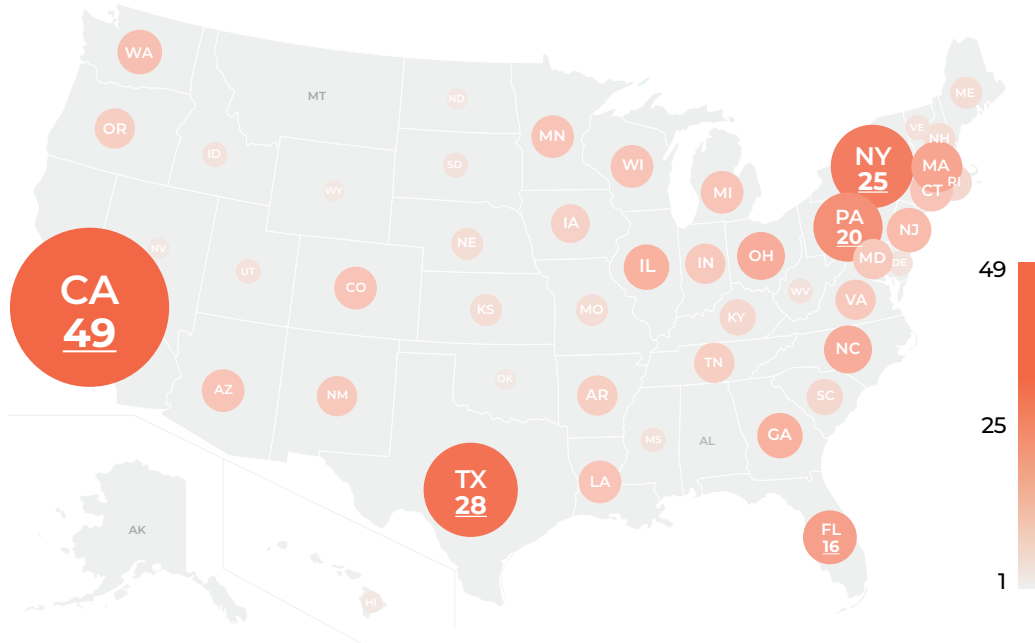 WA
MT
ND
ME
OR
MN
VE
NH
ID
SD
WI
NY
25
MA
WY
MI
CT
RI
IA
PA
20
NJ
NE
NV
UT
IL
IN
OH
MD
DE
49
CA
49
CO
WV
KS
MO
VA
KY
NC
TN
OK
AZ
NM
AR
SC
25
MS
AL
GA
TX
28
LA
AK
FL
16
1
HI